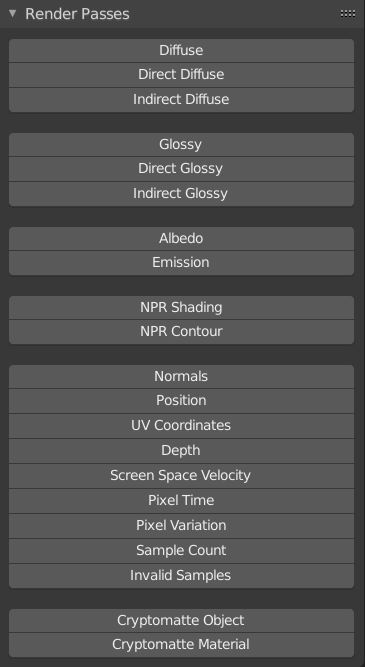 Render Passes
Diffuse
Direct Diffuse
Indirect Diffuse
Glossy
Direct Glossy
Indirect Glossy
Albedo
Emission
NPR Shading
NPR Contour
Normals
Position
UV Coordinates
Depth
Screen Space Velocity
Pixel Time
Pixel Variation
Sample Count
Invalid Samples
Cryptomatte Object
Cryptomatte Material